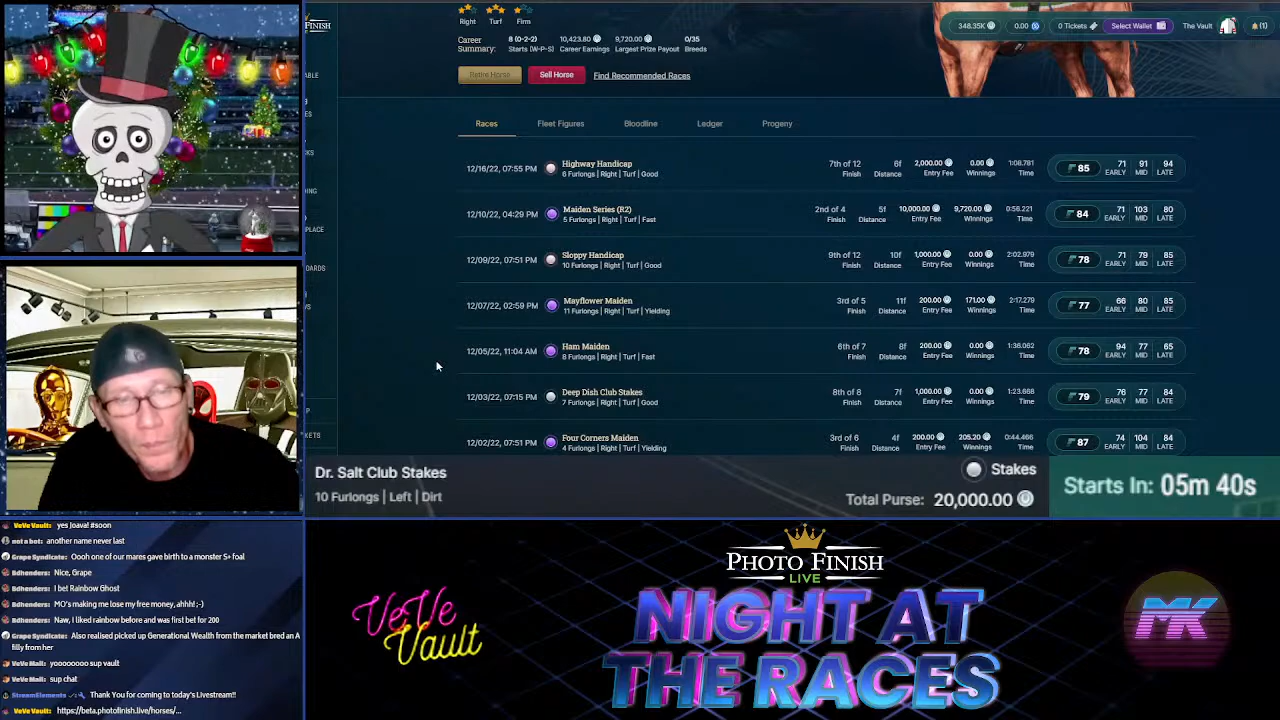 Right Turf Firm
Career Summary:
8 (0-2-2) Starts (W-P-S)
10,423.80 Career Earnings
9,720.00 Largest Prize Payout
0/35 Breeds
Retire Horse Sell Horse Find Recommended Races
348.35K 0.00 0 Tickets Select Wallet The Vault (1)
Races Fleet Figures Bloodline Ledger Progeny
12/16/22, 07:55 PM Highway Handicap 7th of 12 6f 2,000.00 0.00 1:08.781 85 71 91 94
6 Furlongs | Right | Turf | Good Finish Distance Entry Fee Winnings Time EARLY MID LATE
12/10/22, 04:29 PM Maiden Series (R2) 2nd of 4 5f 10,000.00 9,720.00 0:56.221 84 71 103 80
5 Furlongs | Right | Turf | Fast Finish Distance Entry Fee Winnings Time EARLY MID LATE
12/09/22, 07:51 PM Sloppy Handicap 9th of 12 10f 1,000.00 0.00 2:02.979 78 71 79 85
10 Furlongs | Right | Turf | Good Finish Distance Entry Fee Winnings Time EARLY MID LATE
12/07/22, 02:59 PM Mayflower Maiden 3rd of 5 11f 200.00 171.00 2:17.279 77 66 80 85
11 Furlongs | Right | Turf | Yielding Finish Distance Entry Fee Winnings Time EARLY MID LATE
12/05/22, 11:04 AM Ham Maiden 6th of 7 8f 200.00 0.00 1:36.062 78 94 77 65
8 Furlongs | Right | Turf | Fast Finish Distance Entry Fee Winnings Time EARLY MID LATE
12/03/22, 07:15 PM Deep Dish Club Stakes 8th of 8 7f 1,000.00 0.00 1:23.668 79 76 77 84
7 Furlongs | Right | Turf | Good Finish Distance Entry Fee Winnings Time EARLY MID LATE
12/02/22, 07:51 PM Four Corners Maiden 3rd of 6 4f 200.00 205.20 0:44.466 87 74 104 84
4 Furlongs | Right | Turf | Yielding Finish Distance Entry Fee Winnings Time EARLY MID LATE
Dr. Salt Club Stakes
10 Furlongs | Left | Dirt
Stakes
Total Purse: 20,000.00
Starts In: 05m 40s
VeVe Vault: yes Joava! #soon
not n bot: another name never last
Grape Syndicate: Oooh one of our mares gave birth to a monster S+ foal
Bdhenders: Nice, Grape
Bdhenders: I bet Rainbow Ghost
Bdhenders: MO's making me lose my free money, ahhh! ;-)
Bdhenders: Naw, I liked rainbow before and was first bet for 200
Grape Syndicate: Also realised picked up Generational Wealth from the market bred an A
filly from her
VeVe Mall: yooooooo sup vault
VeVe Mall: sup chat
StreamElements Thank You for coming to today's Livestream!!
VeVe Vault: https://beta.photofinish.live/horses/...
VeVe
Vault
PHOTO FINISH
LIVE
NIGHT AT
THE RACES
MK